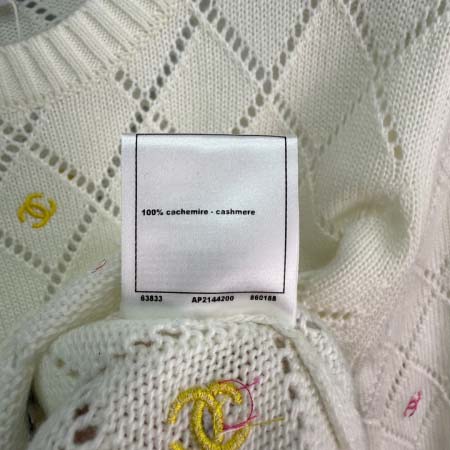 100% cachemire - cashmere
63833 AP2144200 860188